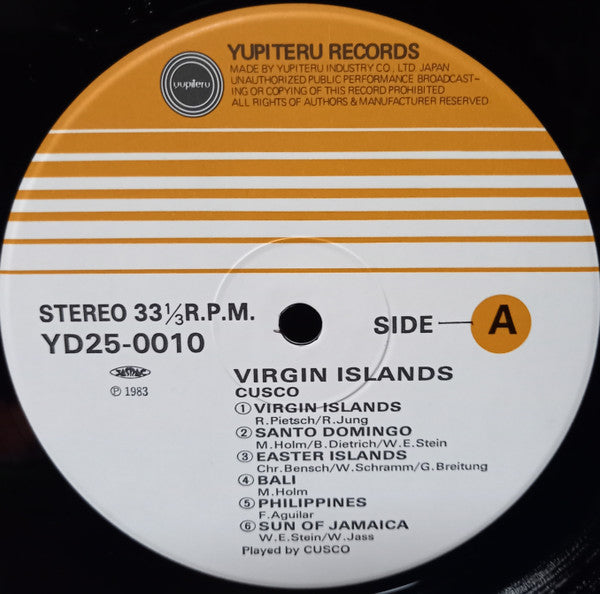 yupiteru
YUPITERU RECORDS
MADE BY YUPITERU INDUSTRY CO., LTD. JAPAN
UNAUTHORIZED PUBLIC PERFORMANCE BROADCAST-
ING OR COPYING OF THIS RECORD PROHIBITED
ALL RIGHTS OF AUTHORS & MANUFACTURER RESERVED
STEREO 33⅓R.P.M.
SIDE — A
YD25-0010
JASRAC
℗ 1983
VIRGIN ISLANDS
CUSCO
① VIRGIN ISLANDS
R.Pietsch/R.Jung
② SANTO DOMINGO
M.Holm/B.Dietrich/W.E.Stein
③ EASTER ISLANDS
Chr.Bensch/W.Schramm/G.Breitung
④ BALI
M.Holm
⑤ PHILIPPINES
F.Aguilar
⑥ SUN OF JAMAICA
W.E.Stein/W.Jass
Played by CUSCO